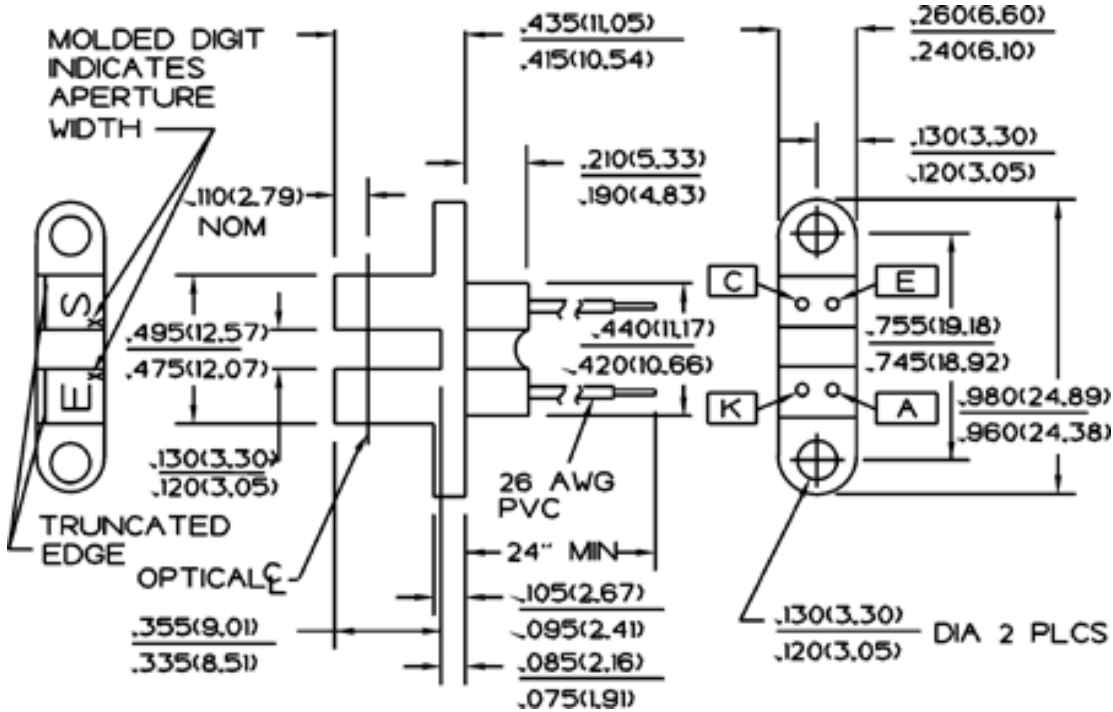 MOLDED DIGIT
INDICATES
APERTURE
WIDTH
.435(11.05)
.415(10.54)
.260(6.60)
.240(6.10)
.210(5.33)
.190(4.83)
.130(3.30)
.120(3.05)
.110(2.79)
NOM
S
E
.495(12.57)
.475(12.07)
.440(11.17)
.420(10.66)
C
E
K
A
.755(19.18)
.745(18.92)
.980(24.89)
.960(24.38)
.130(3.30)
.120(3.05)
26 AWG
PVC
TRUNCATED
EDGE
OPTICAL ℄
24" MIN
.355(9.01)
.335(8.51)
.105(2.67)
.095(2.41)
.085(2.16)
.075(1.91)
.130(3.30)
.120(3.05)
DIA 2 PLCS